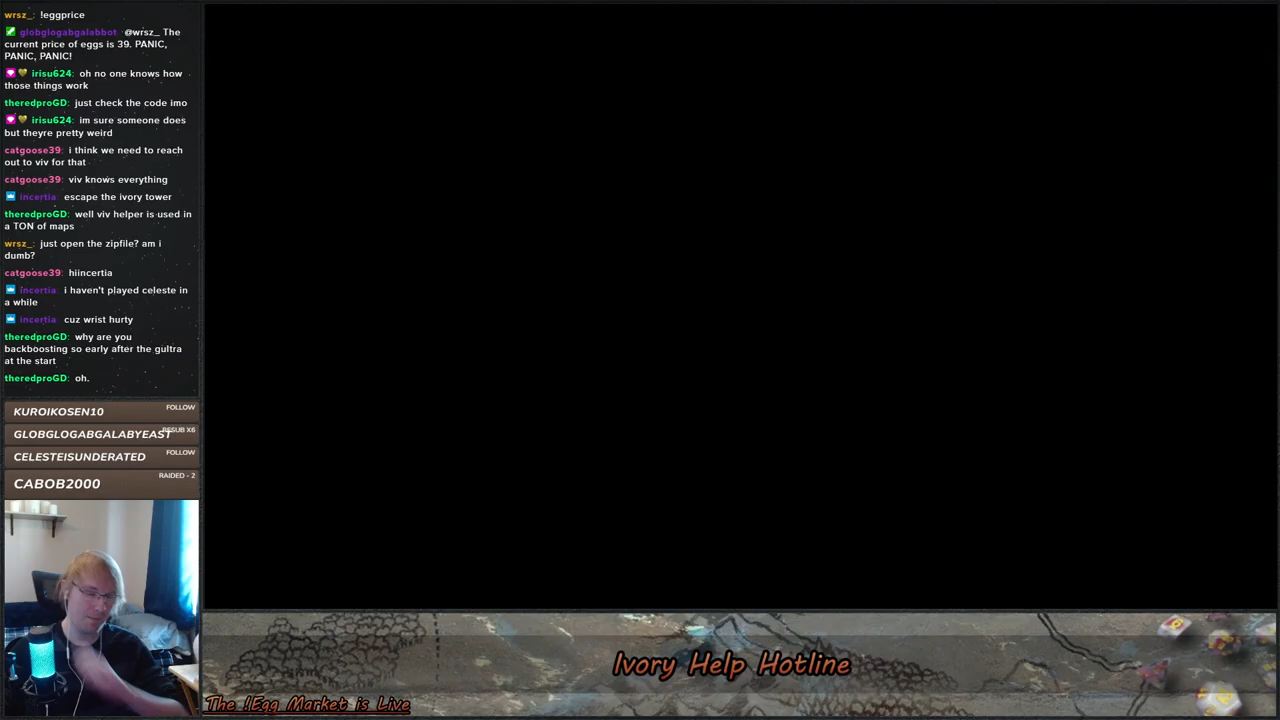 wrsz_: !eggprice
globglogabgalabbot: @wrsz_ The
current price of eggs is 39. PANIC,
PANIC, PANIC!
irisu624: oh no one knows how
those things work
theredproGD: just check the code imo
irisu624: im sure someone does
but theyre pretty weird
catgoose39: i think we need to reach
out to viv for that
catgoose39: viv knows everything
incertia: escape the ivory tower
theredproGD: well viv helper is used in
a TON of maps
wrsz_: just open the zipfile? am i
dumb?
catgoose39: hiincertia
incertia: i haven't played celeste in
a while
incertia: cuz wrist hurty
theredproGD: why are you
backboosting so early after the gultra
at the start
theredproGD: oh.
KUROIKOSEN10 FOLLOW
GLOBGLOGABGALABYEAST RESUB X6
CELESTEISUNDERATED FOLLOW
CABOB2000 RAIDED - 2
Ivory Help Hotline
The !Egg Market is Live